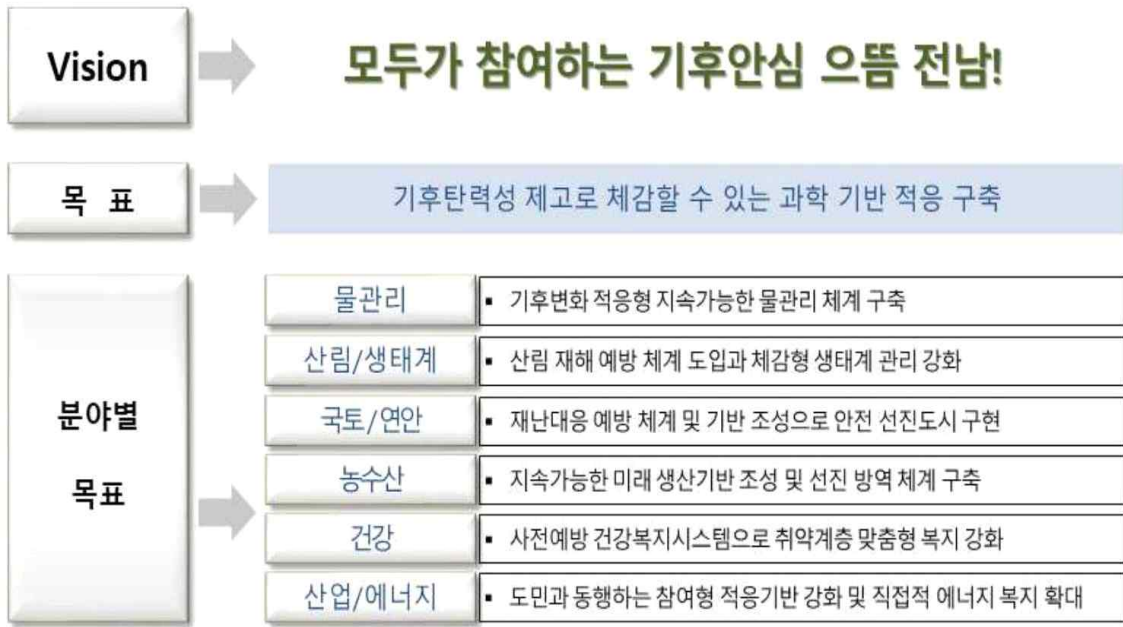 Vision
모두가 참여하는 기후안심 으뜸 전남!
목 표
기후탄력성 제고로 체감할 수 있는 과학 기반 적응 구축
분야별
목표
물관리
▪ 기후변화 적응형 지속가능한 물관리 체계 구축
산림/생태계
▪ 산림 재해 예방 체계 도입과 체감형 생태계 관리 강화
국토/연안
▪ 재난대응 예방 체계 및 기반 조성으로 안전 선진도시 구현
농수산
▪ 지속가능한 미래 생산기반 조성 및 선진 방역 체계 구축
건강
▪ 사전예방 건강복지시스템으로 취약계층 맞춤형 복지 강화
산업/에너지
▪ 도민과 동행하는 참여형 적응기반 강화 및 직접적 에너지 복지 확대